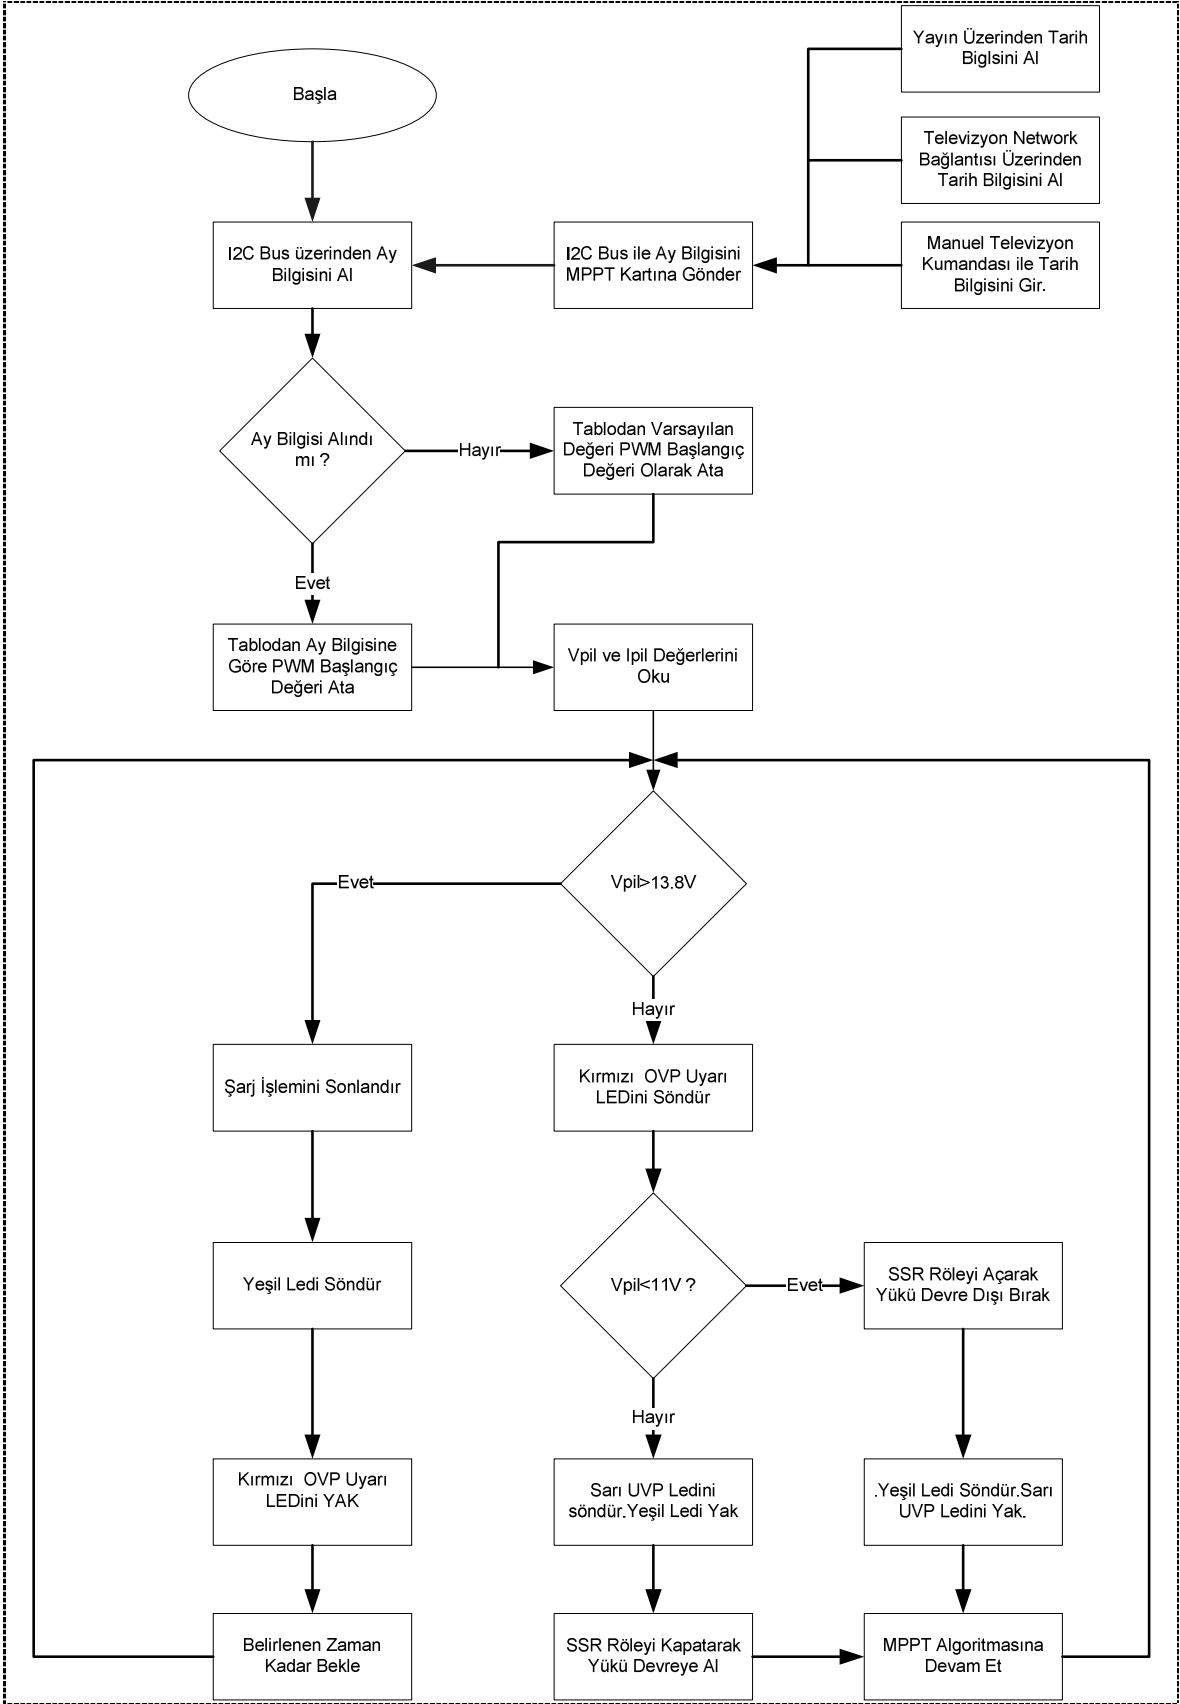 Yayın Üzerinden Tarih
Biglsini Al
Başla
Televizyon Network
Bağlantısı Üzerinden
Tarih Bilgisini Al
I2C Bus üzerinden Ay
Bilgisini Al
I2C Bus ile Ay Bilgisini
MPPT Kartına Gönder
Manuel Televizyon
Kumandası ile Tarih
Bilgisini Gir.
Ay Bilgisi Alındı
mı ?
Hayır
Tablodan Varsayılan
Değeri PWM Başlangıç
Değeri Olarak Ata
Evet
Tablodan Ay Bilgisine
Göre PWM Başlangıç
Değeri Ata
Vpil ve Ipil Değerlerini
Oku
Vpil>13.8V
Evet
Hayır
Şarj İşlemini Sonlandır
Kırmızı OVP Uyarı
LEDini Söndür
Yeşil Ledi Söndür
Vpil<11V ?
Evet
SSR Röleyi Açarak
Yükü Devre Dışı Bırak
Hayır
Kırmızı OVP Uyarı
LEDini YAK
Sarı UVP Ledini
söndür.Yeşil Ledi Yak
.Yeşil Ledi Söndür.Sarı
UVP Ledini Yak.
Belirlenen Zaman
Kadar Bekle
SSR Röleyi Kapatarak
Yükü Devreye Al
MPPT Algoritmasına
Devam Et